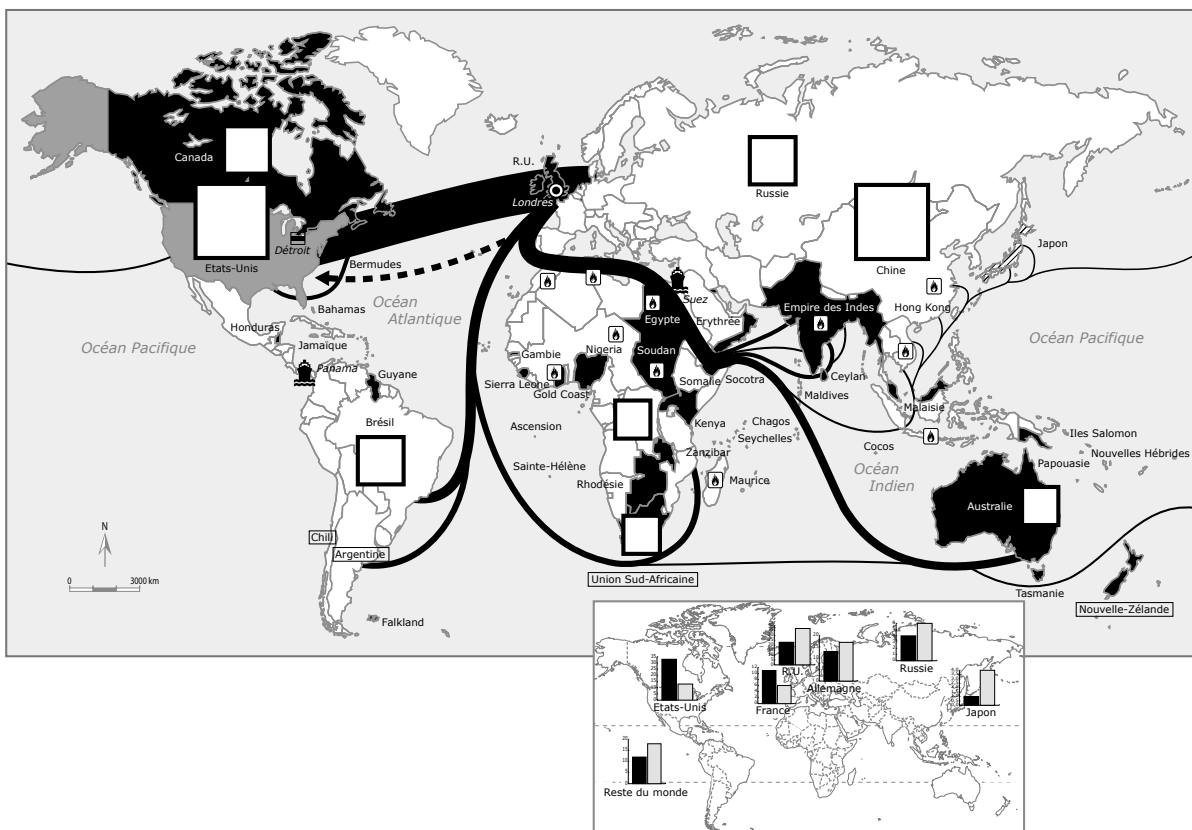 R.U.
Canada
Londres
Russie
Détroit
Etats-Unis
Bermudes
Chine
Japon
Suez
Bahamas
Océan
Atlantique
Egypte
Erythrée
Empire des Indes
Hong Kong
Océan Pacifique
Océan Pacifique
Honduras
Jamaïque
Panama
Guyane
Gambie
Nigeria
Soudan
Sierra Leone
Gold Coast
Somalie
Socotra
Ceylan
Maldives
Malaisie
Brésil
Ascension
Kenya
Chagos
Seychelles
Cocos
Iles Salomon
Zanzibar
Nouvelles Hébrides
Papouasie
Sainte-Hélène
Rhodésie
Maurice
Océan
Indien
Australie
N
Chili
Argentine
0
3000 km
Union Sud-Africaine
Tasmanie
Nouvelle-Zélande
Falkland
R.U.
Russie
Allemagne
Etats-Unis
France
Japon
Reste du monde